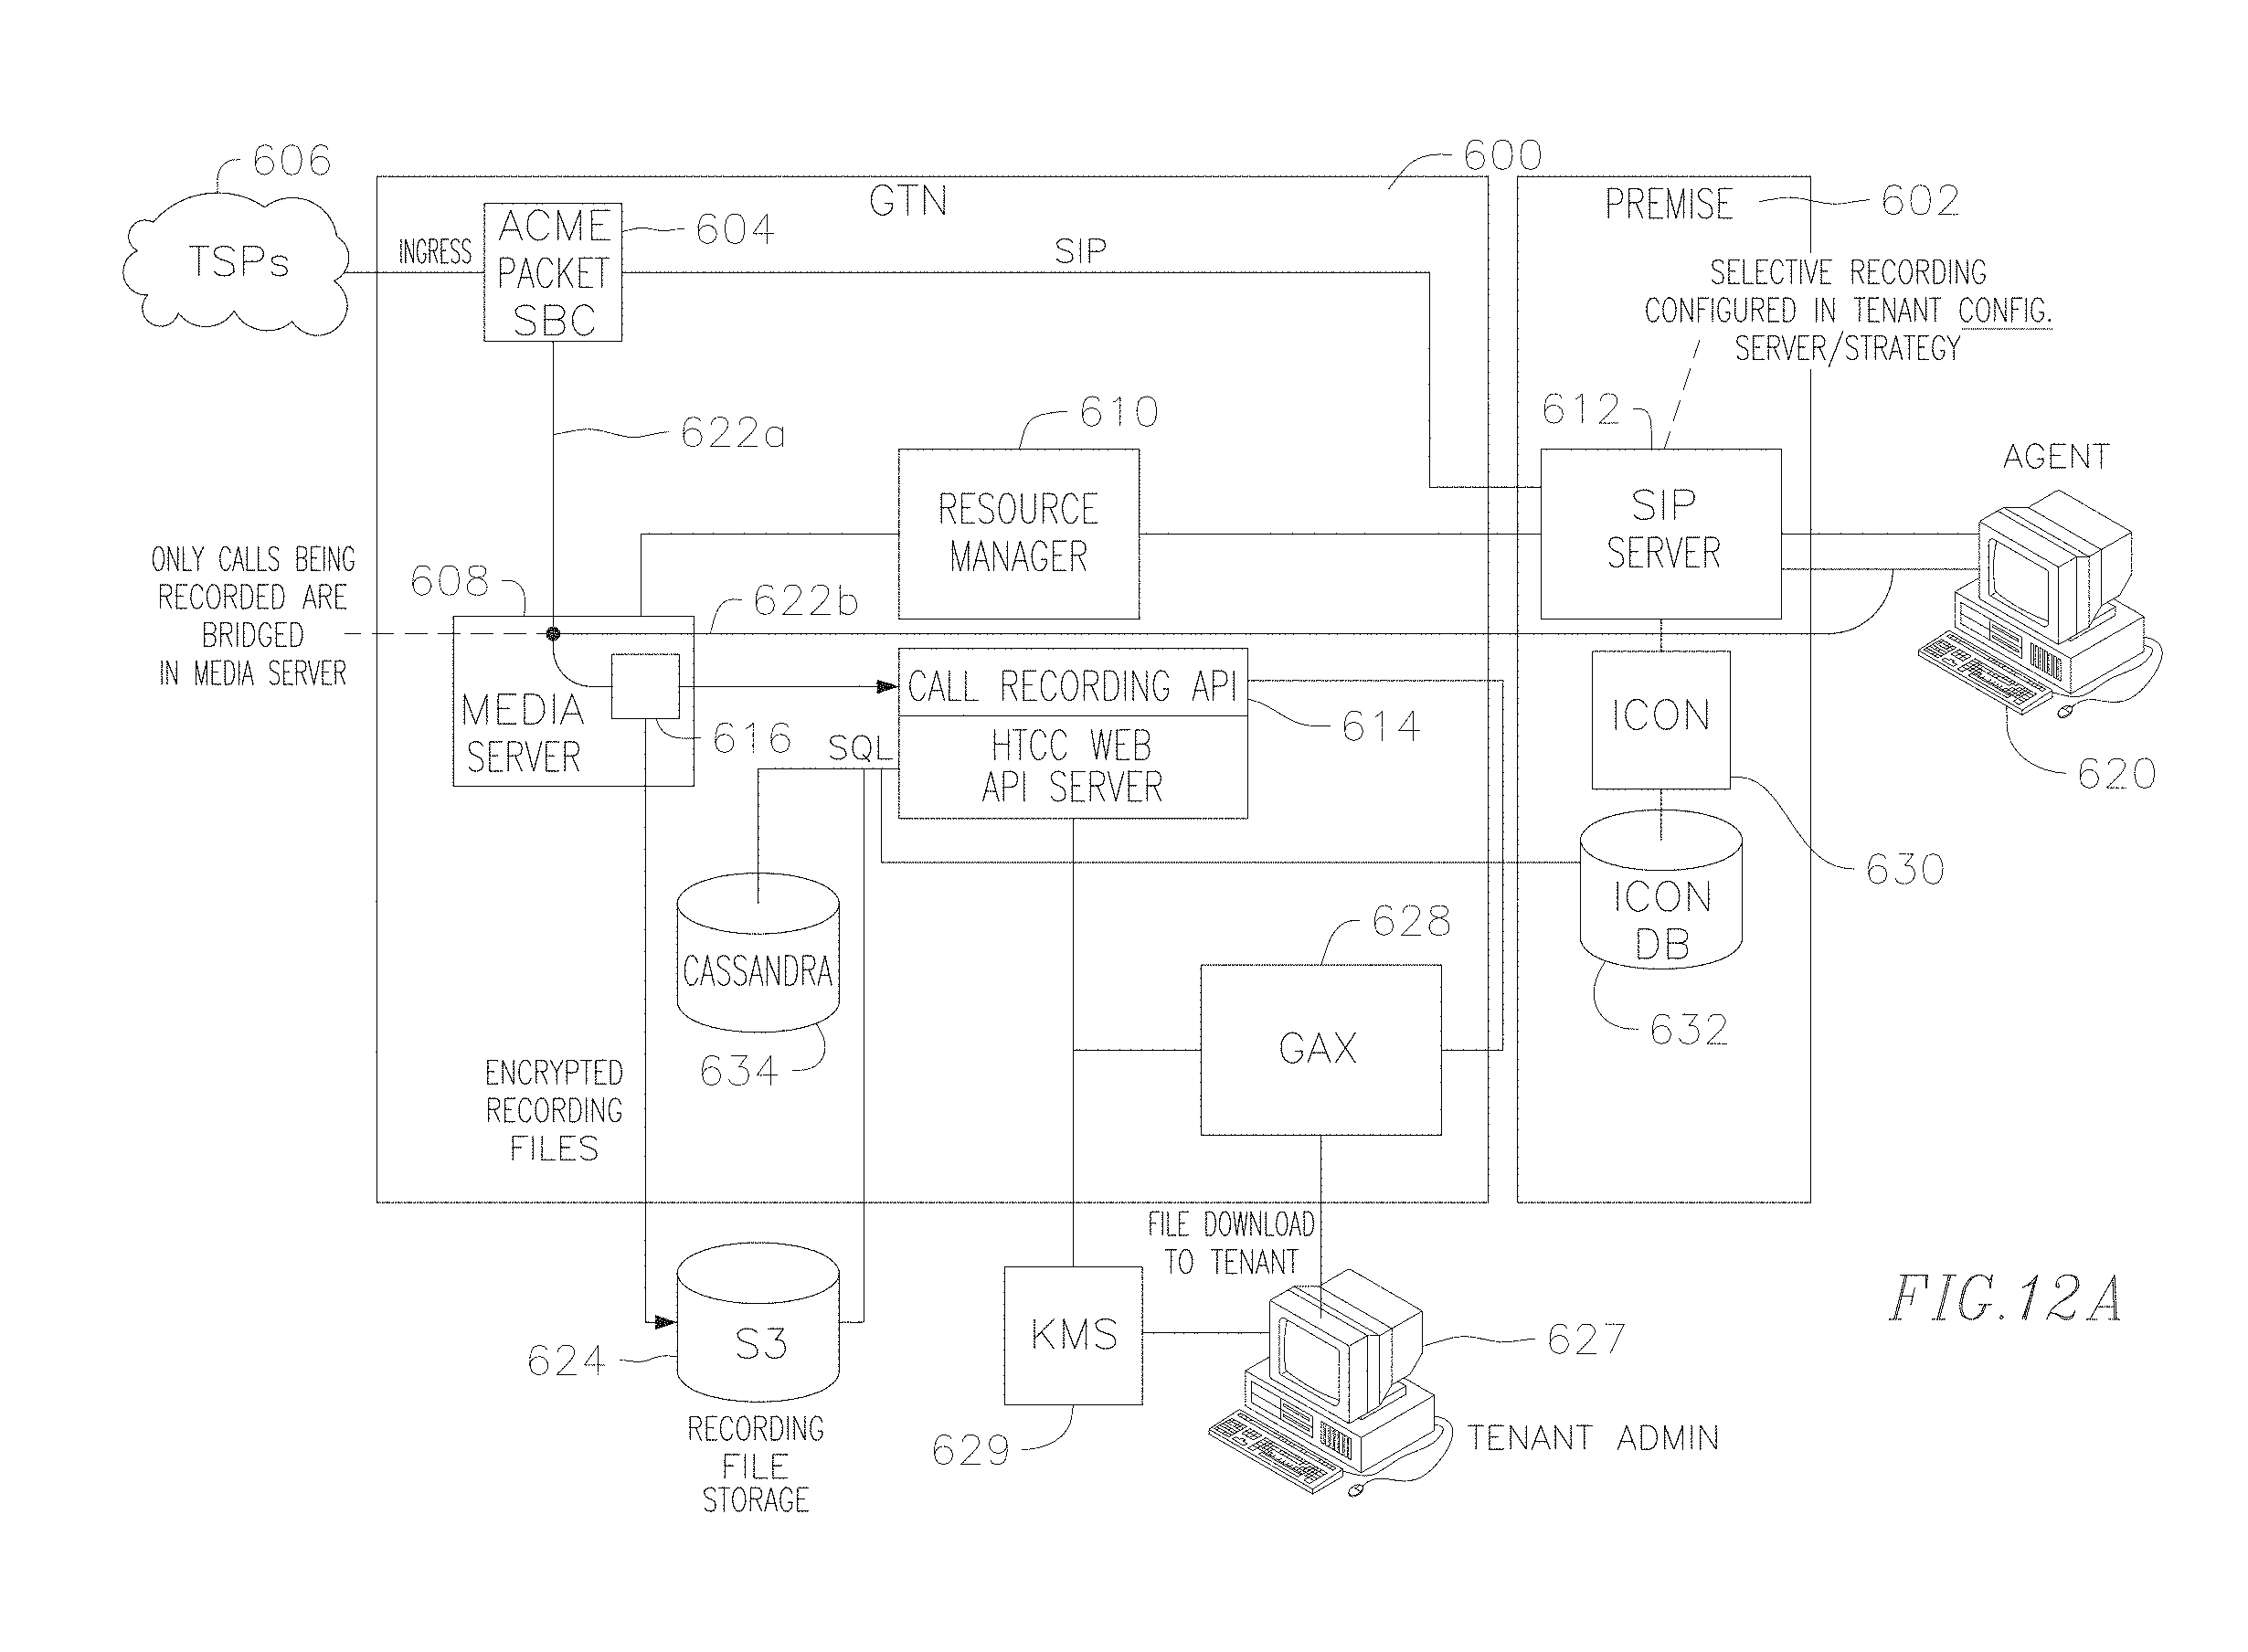 606
TSPs
INGRESS
ACME
PACKET
SBC
604
GTN
SIP
600
PREMISE
602
SELECTIVE RECORDING
CONFIGURED IN TENANT CONFIG.
SERVER/STRATEGY
622a
610
RESOURCE
MANAGER
612
SIP
SERVER
AGENT
620
ONLY CALLS BEING
RECORDED ARE
BRIDGED
IN MEDIA SERVER
608
622b
MEDIA
SERVER
616
CALL RECORDING API
HTCC WEB
API SERVER
614
SQL
ICON
630
ICON
DB
632
CASSANDRA
634
628
GAX
ENCRYPTED
RECORDING
FILES
FILE DOWNLOAD
TO TENANT
S3
624
RECORDING
FILE
STORAGE
KMS
629
627
TENANT ADMIN
FIG.12A